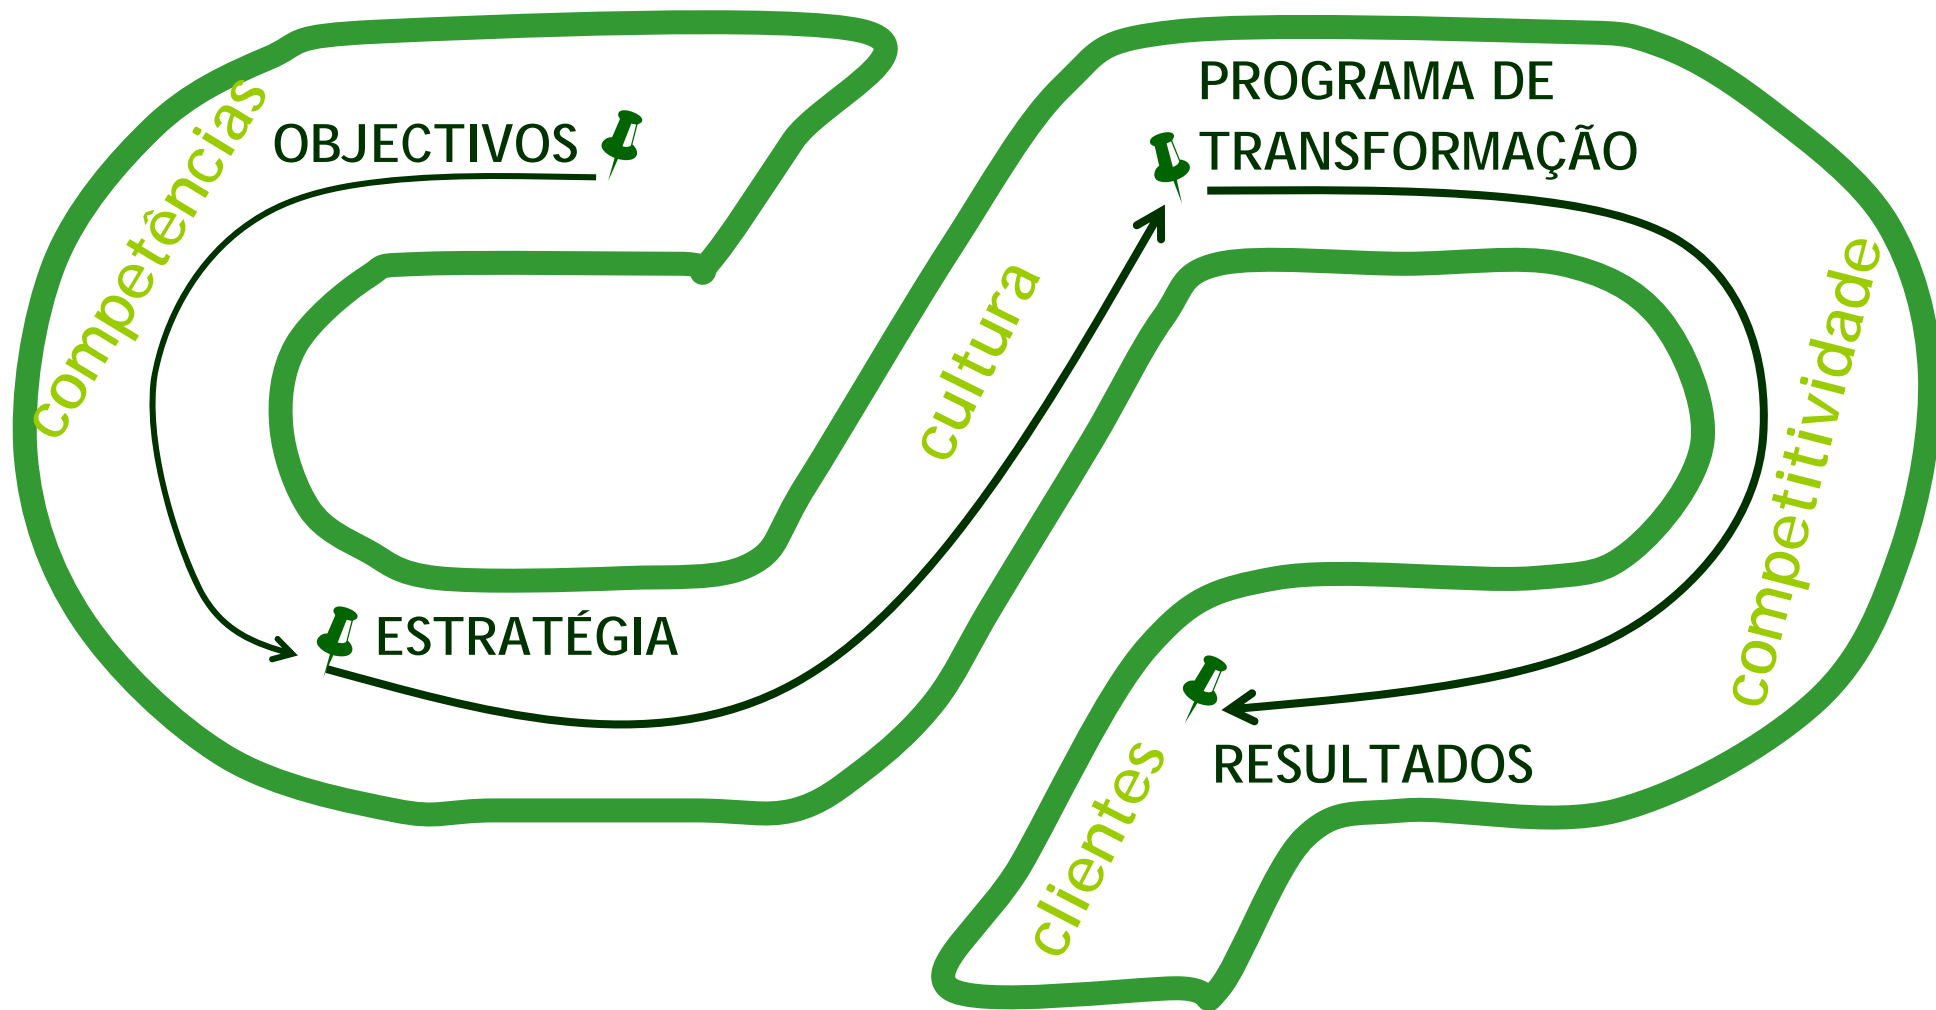 competências
OBJECTIVOS
ESTRATÉGIA
cultura
PROGRAMA DE
TRANSFORMAÇÃO
competitividade
RESULTADOS
clientes